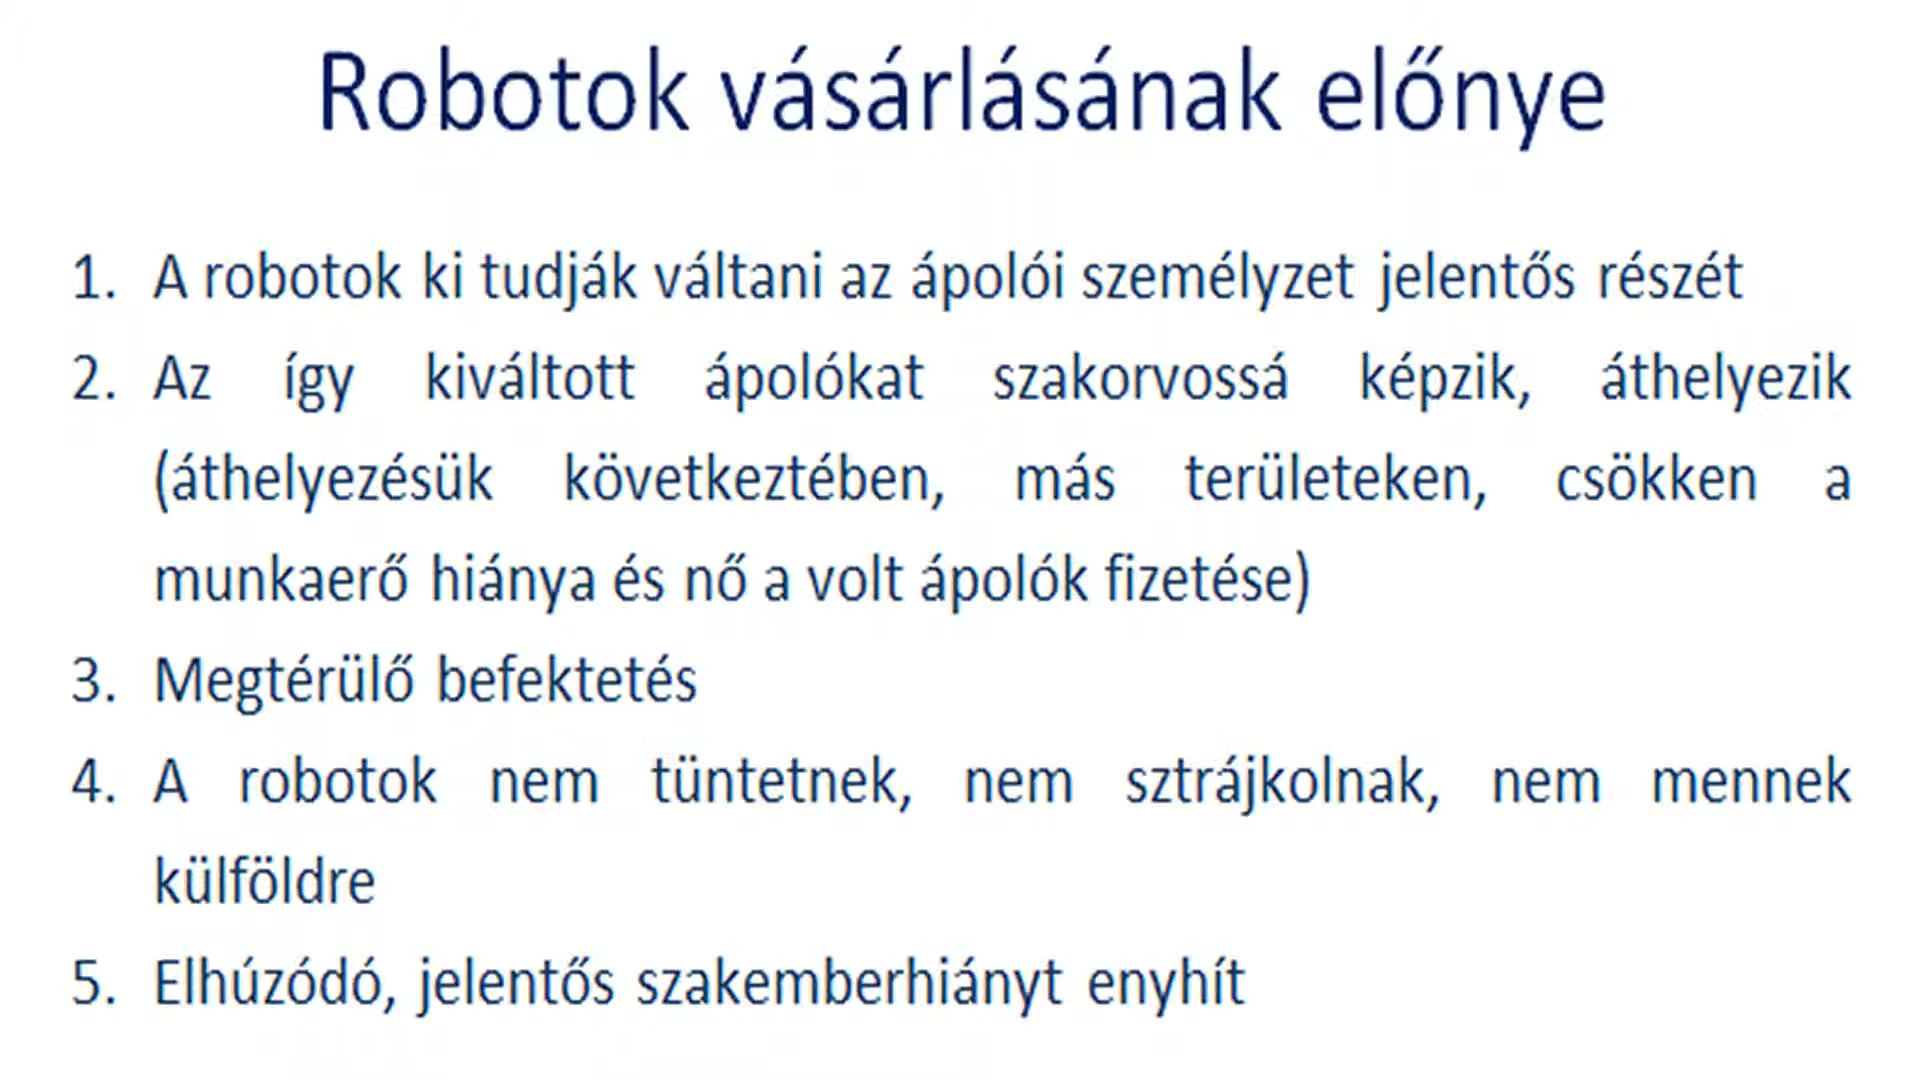 Robotok vásárlásának előnye
1. A robotok ki tudják váltani az ápolói személyzet jelentős részét
2. Az így kiváltott ápolókat szakorvossá képzik, áthelyezik
(áthelyezésük következtében, más területeken, csökken a
munkaerő hiánya és nő a volt ápolók fizetése)
3. Megtérülő befektetés
4. A robotok nem tüntetnek, nem sztrájkolnak, nem mennek
külföldre
5. Elhúzódó, jelentős szakemberhiányt enyhít